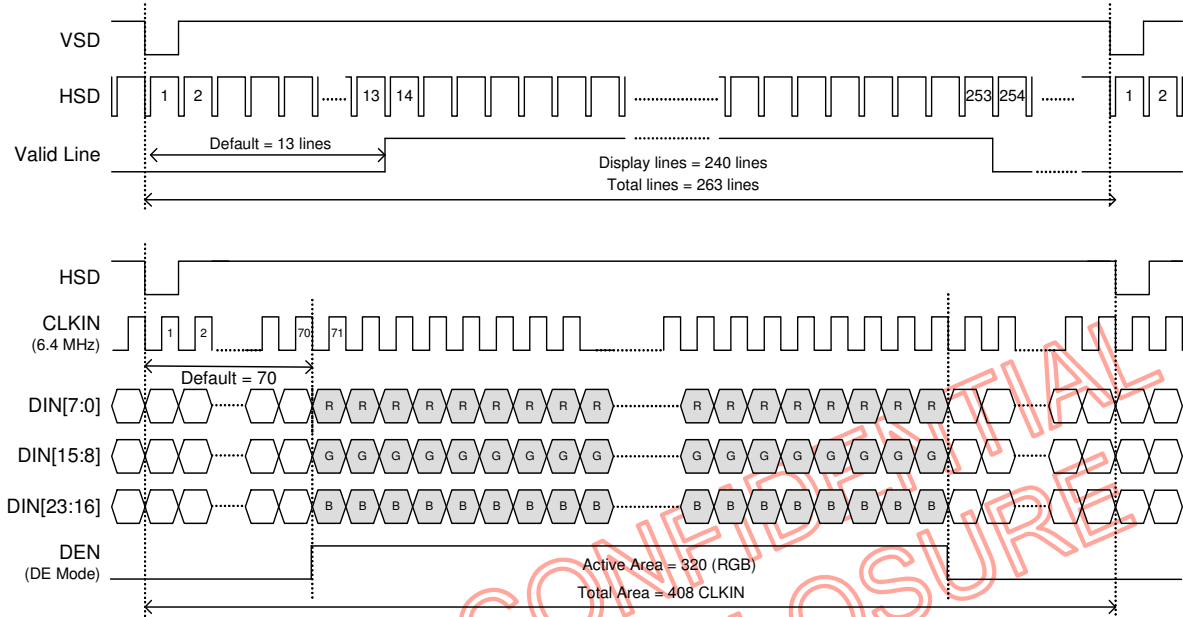 VSD
HSD
1 2 13 14 253 254 1 2
Valid Line
Default = 13 lines
Display lines = 240 lines
Total lines = 263 lines
HSD
CLKIN
(6.4 MHz)
1 2 70 71
Default = 70
DIN[7:0]
R R R R R R R R R R R R R R R R R
DIN[15:8]
G G G G G G G G G G G G G G G G G
DIN[23:16]
B B B B B B B B B B B B B B B B B
DEN
(DE Mode)
Active Area = 320 (RGB)
Total Area = 408 CLKIN
CONFIDENTIAL